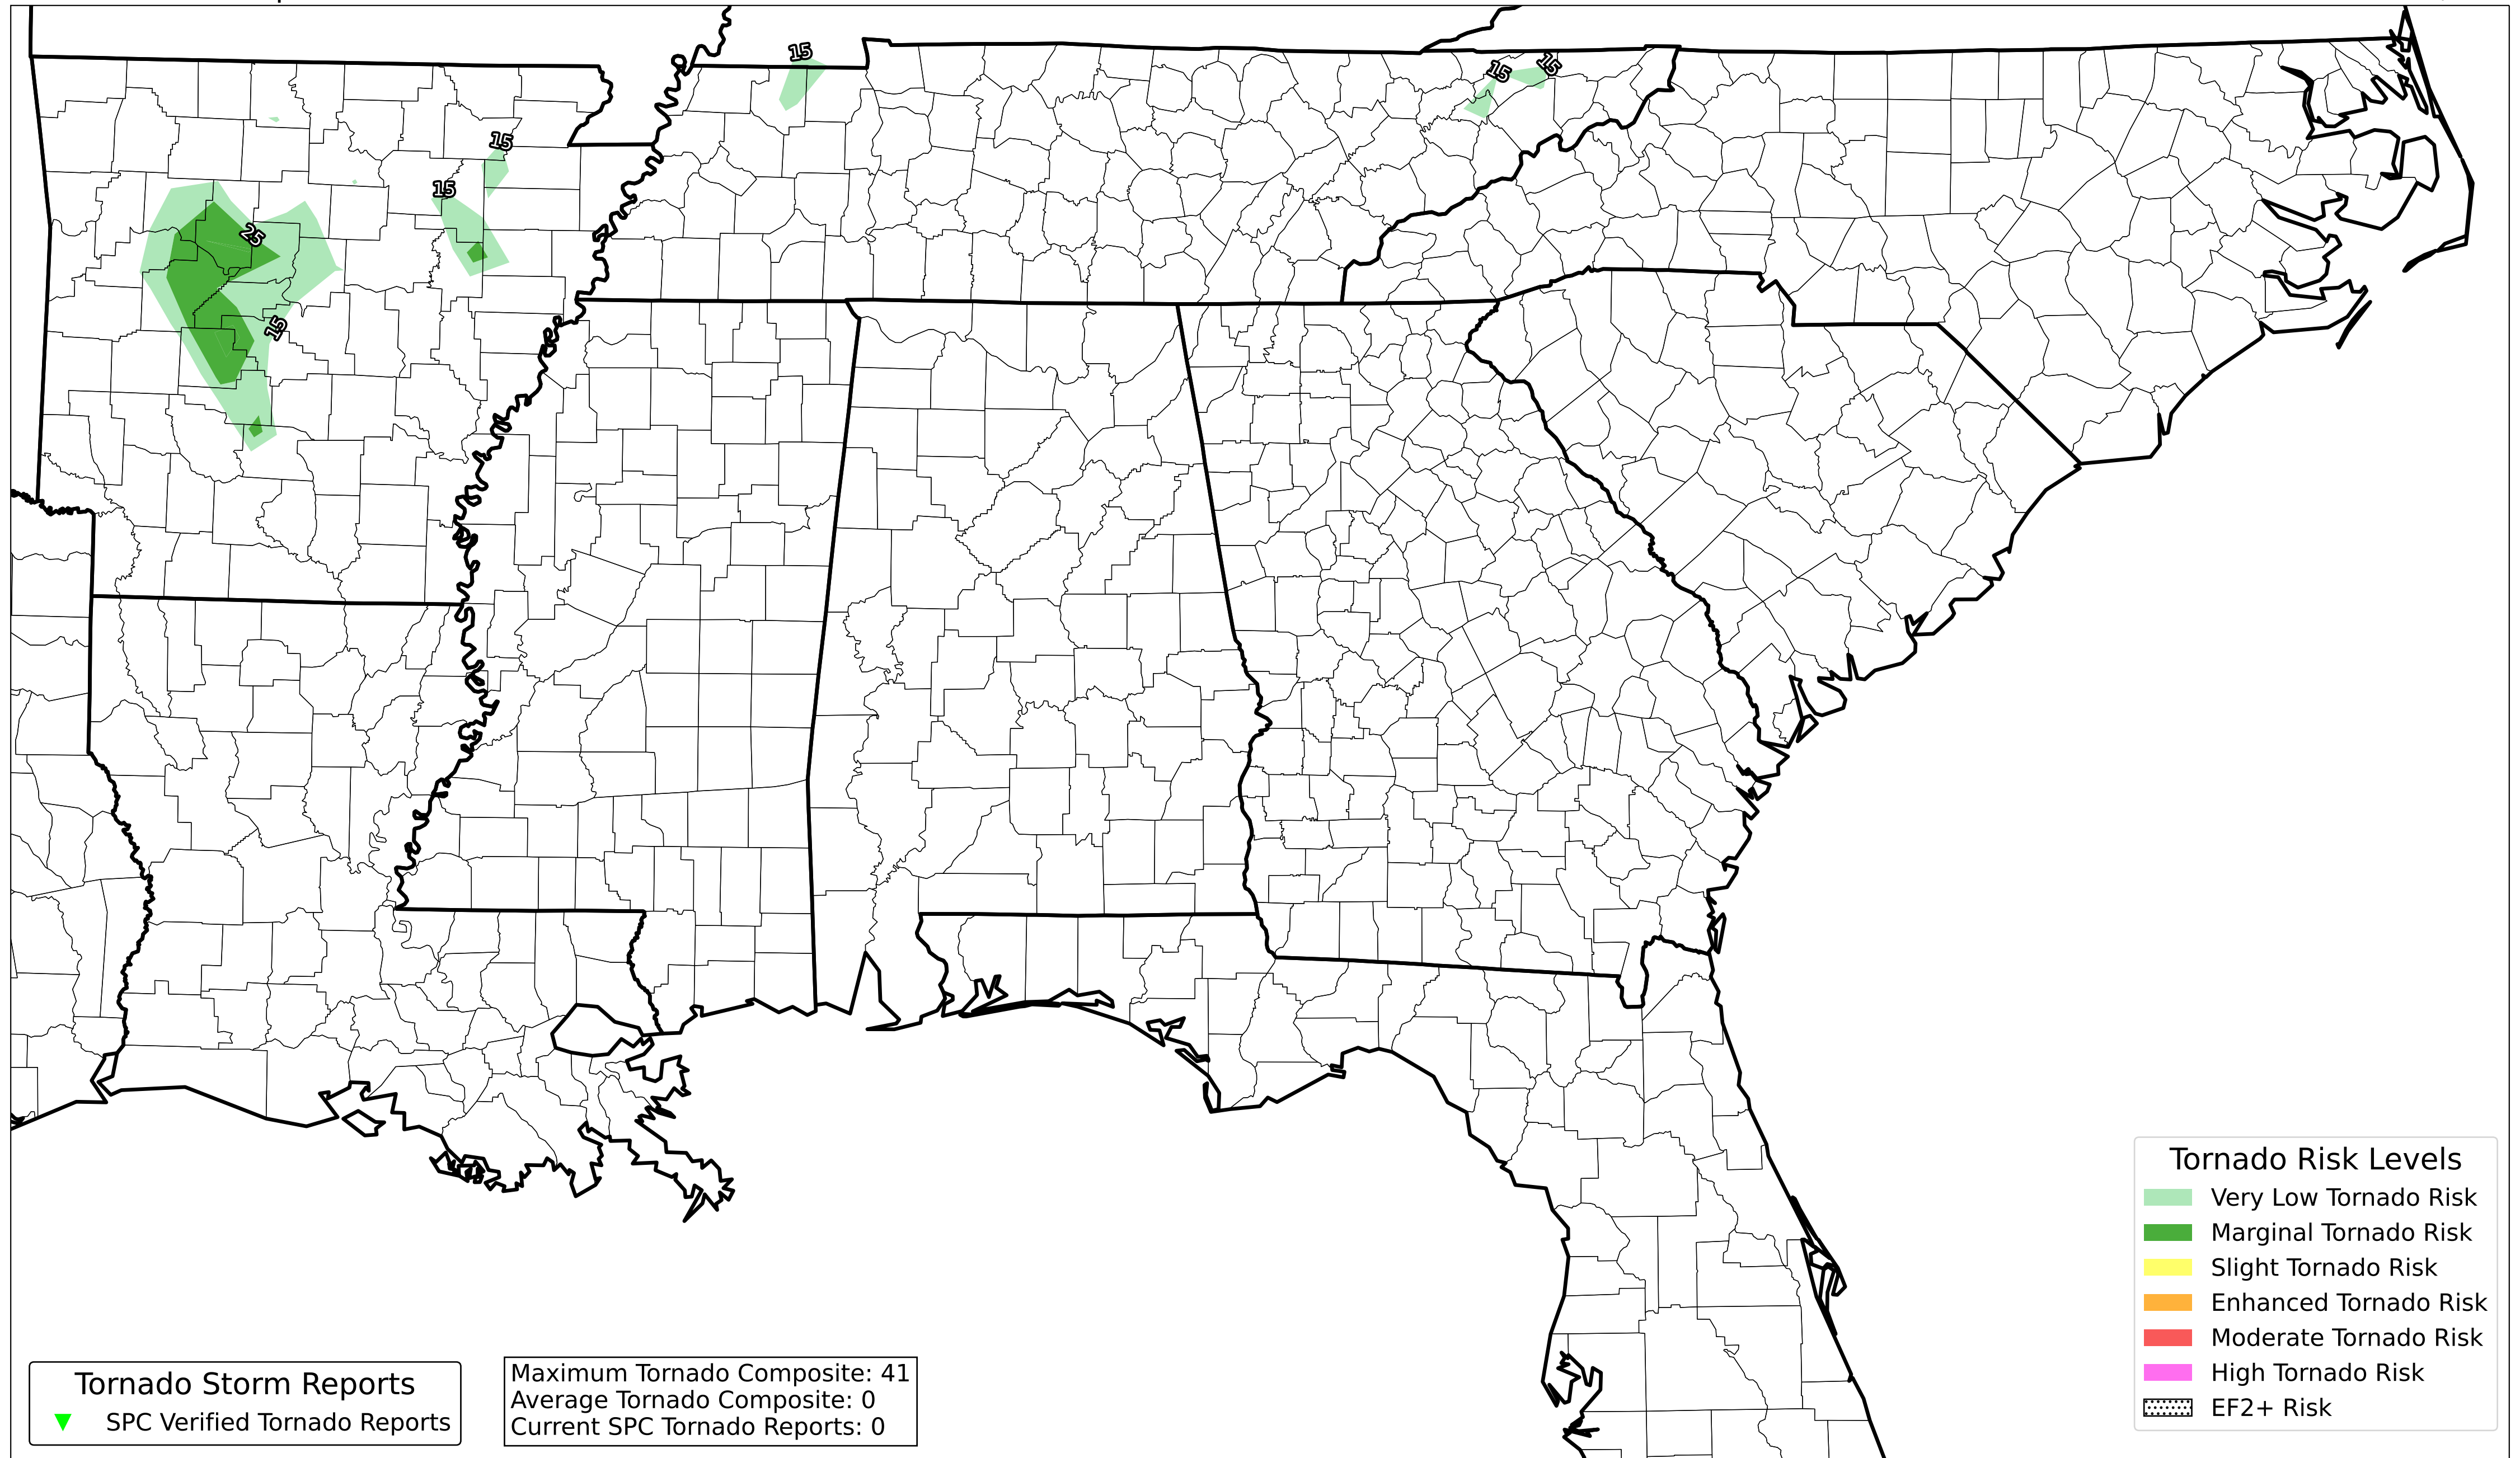 15
15
15
15
15
25
15
Tornado Risk Levels
Very Low Tornado Risk
Marginal Tornado Risk
Slight Tornado Risk
Enhanced Tornado Risk
Moderate Tornado Risk
High Tornado Risk
EF2+ Risk
Tornado Storm Reports
SPC Verified Tornado Reports
Maximum Tornado Composite: 41
Average Tornado Composite: 0
Current SPC Tornado Reports: 0